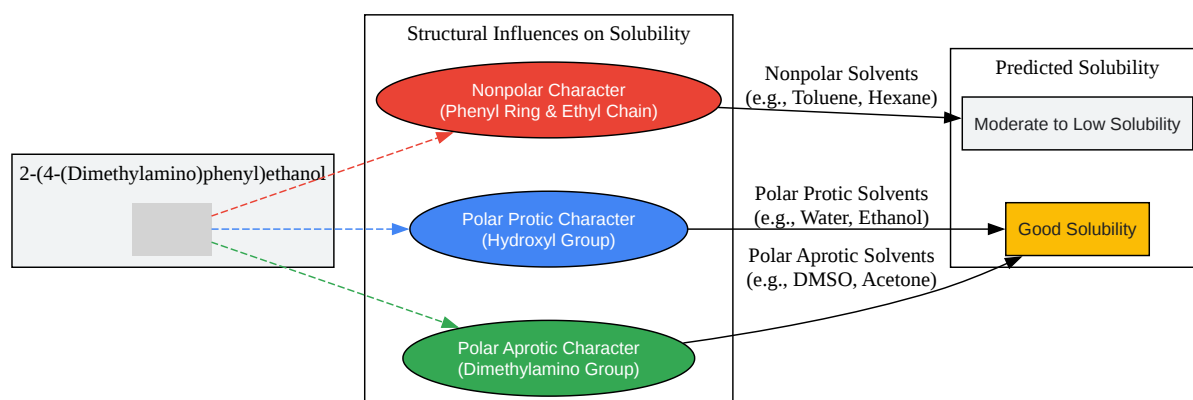 2-(4-(Dimethylamino)phenyl)ethanol
Structural Influences on Solubility
Nonpolar Character
(Phenyl Ring & Ethyl Chain)
Polar Protic Character
(Hydroxyl Group)
Polar Aprotic Character
(Dimethylamino Group)
Nonpolar Solvents
(e.g., Toluene, Hexane)
Polar Protic Solvents
(e.g., Water, Ethanol)
Polar Aprotic Solvents
(e.g., DMSO, Acetone)
Predicted Solubility
Moderate to Low Solubility
Good Solubility